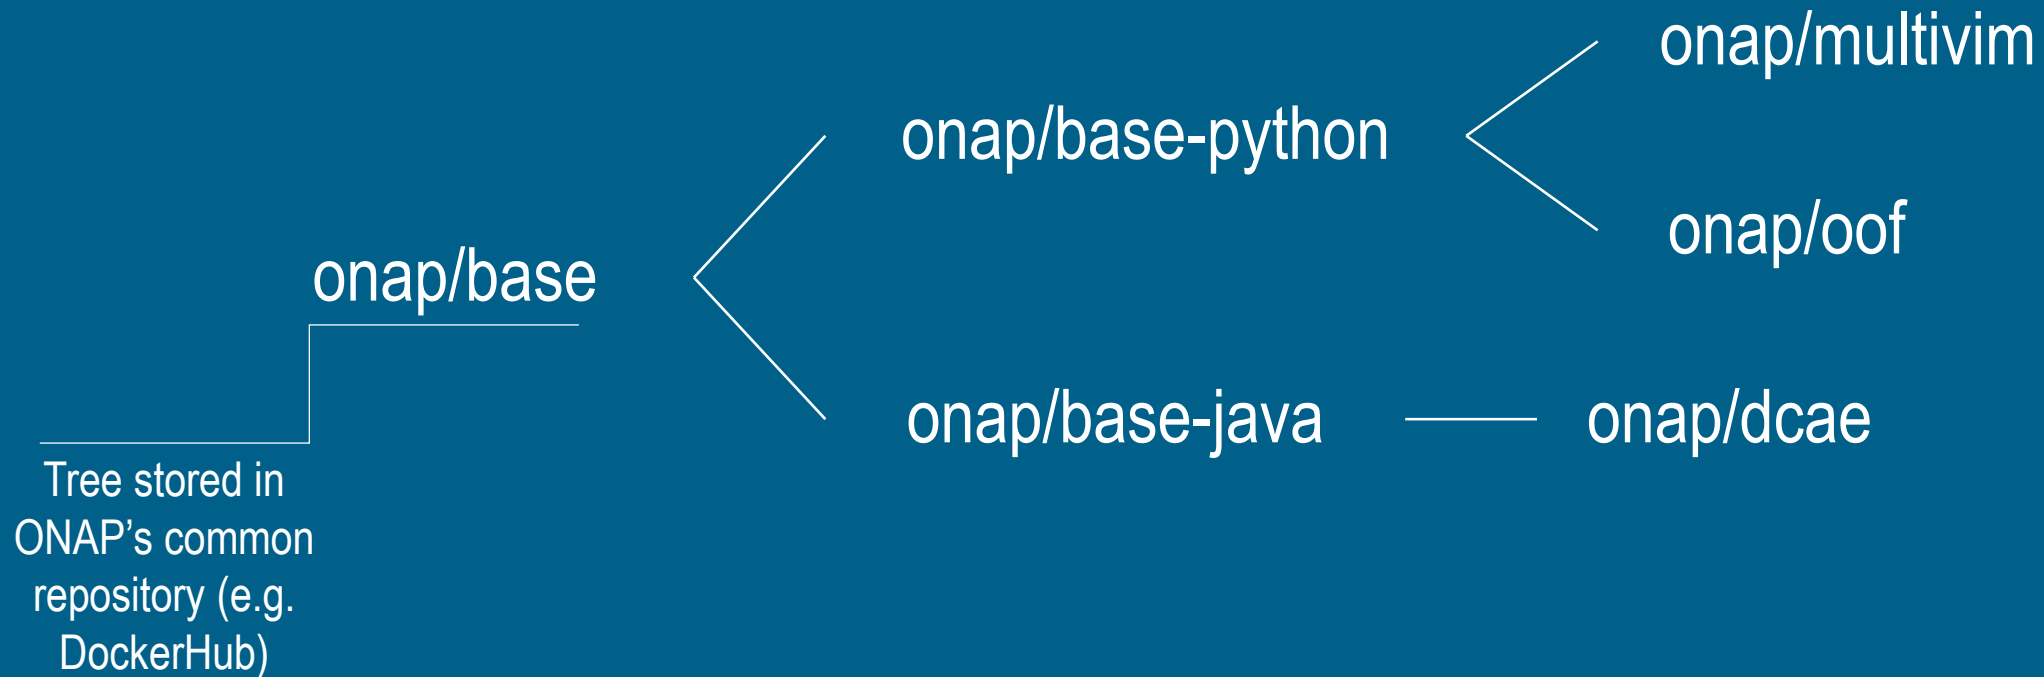 onap/multivim
onap/base-python
onap/oof
onap/base
onap/base-java
onap/dcae
Tree stored in
ONAP’s common
repository (e.g.
DockerHub)